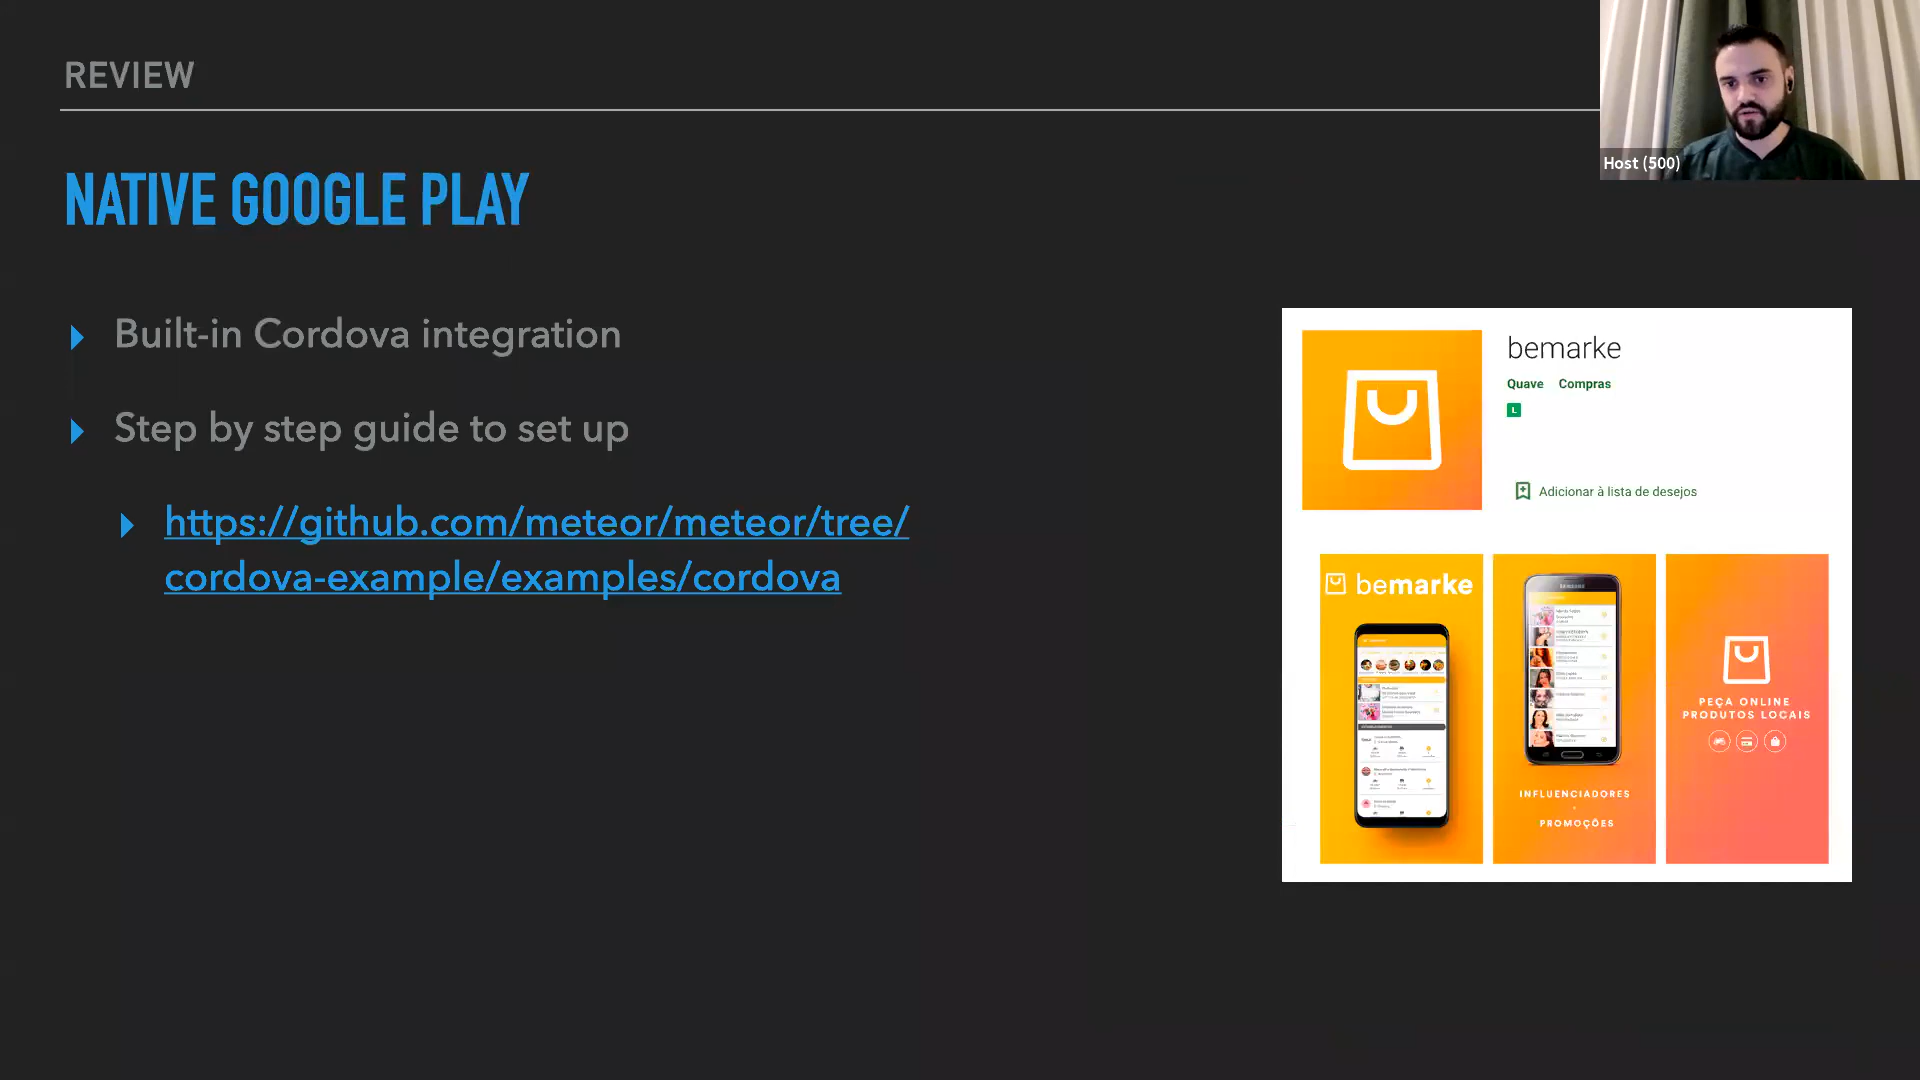 REVIEW
Host (500)
NATIVE GOOGLE PLAY
Built-in Cordova integration
Step by step guide to set up
https://github.com/meteor/meteor/tree/
cordova-example/examples/cordova
bemarke
Quave Compras
L
Adicionar à lista de desejos
bemarke
SAMSUNG
INFLUENCIADORES
PROMOÇÕES
PEÇA ONLINE
PRODUTOS LOCAIS